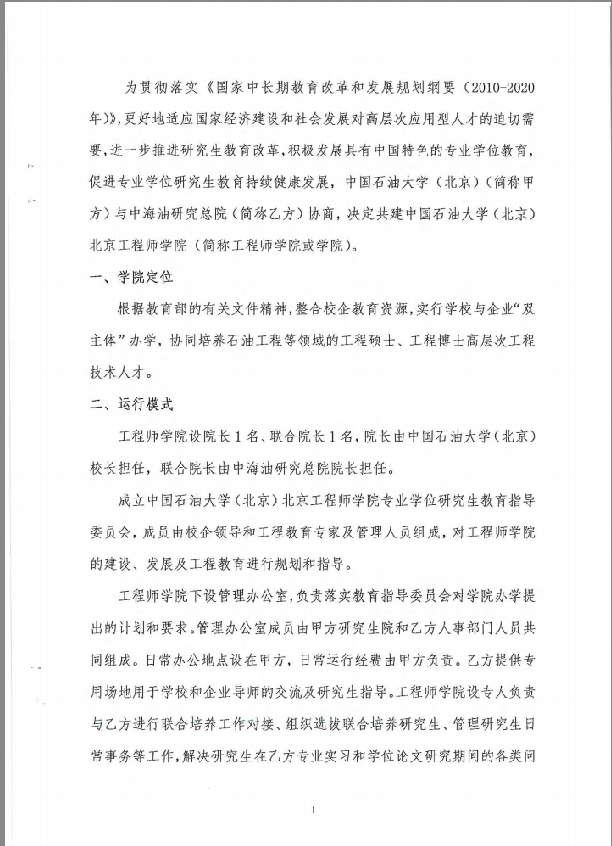 为贯彻落实《国家中长期教育改革和发展规划纲要（2010-2020
年）》，更好地适应国家经济建设和社会发展对高层次应用型人才的迫切需
要，进一步推进研究生教育改革，积极发展具有中国特色的专业学位教育，
促进专业学位研究生教育持续健康发展，中国石油大学（北京）（简称甲
方）与中海油研究总院（简称乙方）协商，决定共建中国石油大学（北京）
北京工程师学院（简称工程师学院或学院）。
一、学院定位
根据教育部的有关文件精神，整合校企教育资源，实行学校与企业“双
主体”办学，协同培养石油工程等领域的工程硕士、工程博士高层次工程
技术人才。
二、运行模式
工程师学院设院长1名、联合院长1名，院长由中国石油大学（北京）
校长担任，联合院长由中海油研究总院院长担任。
成立中国石油大学（北京）北京工程师学院专业学位研究生教育指导
委员会，成员由校企领导和工程教育专家及管理人员组成，对工程师学院
的建设、发展及工程教育进行规划和指导。
工程师学院下设管理办公室，负责落实教育指导委员会对学院办学提
出的计划和要求。管理办公室成员由甲方研究生院和乙方人事部门人员共
同组成。日常办公地点设在甲方，日常运行经费由甲方负责。乙方提供专
用场地用于学校和企业导师的交流及研究生指导。工程师学院设专人负责
与乙方进行联合培养工作对接、组织选拔联合培养研究生、管理研究生日
常事务等工作，解决研究生在乙方专业实习和学位论文研究期间的各类问
1